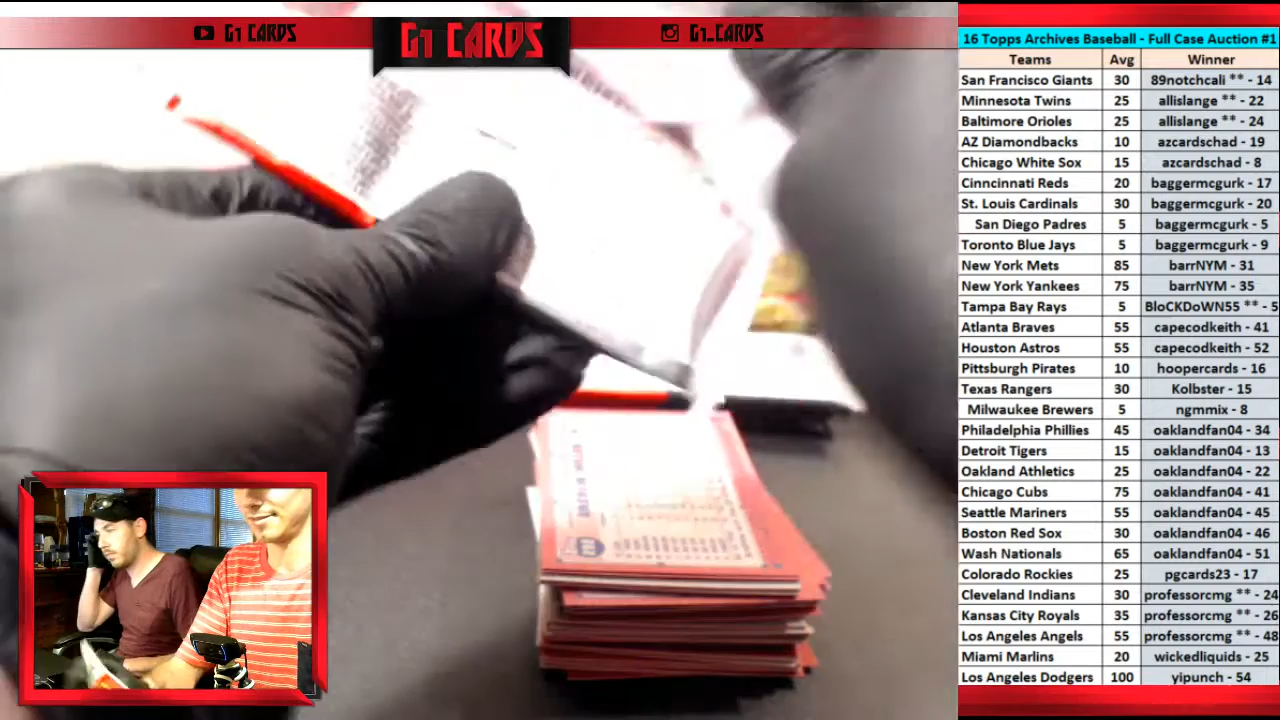 G1 CARDS
G1 CARDS
G1_CARDS
16 Topps Archives Baseball - Full Case Auction #1
Teams Avg Winner
San Francisco Giants 30 89notchcali ** - 14
Minnesota Twins 25 allislange ** - 22
Baltimore Orioles 25 allislange ** - 24
AZ Diamondbacks 10 azcardschad - 19
Chicago White Sox 15 azcardschad - 8
Cinncinnati Reds 20 baggermcgurk - 17
St. Louis Cardinals 30 baggermcgurk - 20
San Diego Padres 5 baggermcgurk - 5
Toronto Blue Jays 5 baggermcgurk - 9
New York Mets 85 barrNYM - 31
New York Yankees 75 barrNYM - 35
Tampa Bay Rays 5 BloCKDoWN55 ** - 5
Atlanta Braves 55 capecodkeith - 41
Houston Astros 55 capecodkeith - 52
Pittsburgh Pirates 10 hoopercards - 16
Texas Rangers 30 Kolbster - 15
Milwaukee Brewers 5 ngmmix - 8
Philadelphia Phillies 45 oaklandfan04 - 34
Detroit Tigers 15 oaklandfan04 - 13
Oakland Athletics 25 oaklandfan04 - 22
Chicago Cubs 75 oaklandfan04 - 41
Seattle Mariners 55 oaklandfan04 - 45
Boston Red Sox 30 oaklandfan04 - 46
Wash Nationals 65 oaklandfan04 - 51
Colorado Rockies 25 pgcards23 - 17
Cleveland Indians 30 professorcmg ** - 24
Kansas City Royals 35 professorcmg ** - 26
Los Angeles Angels 55 professorcmg ** - 48
Miami Marlins 20 wickedliquids - 25
Los Angeles Dodgers 100 yipunch - 54